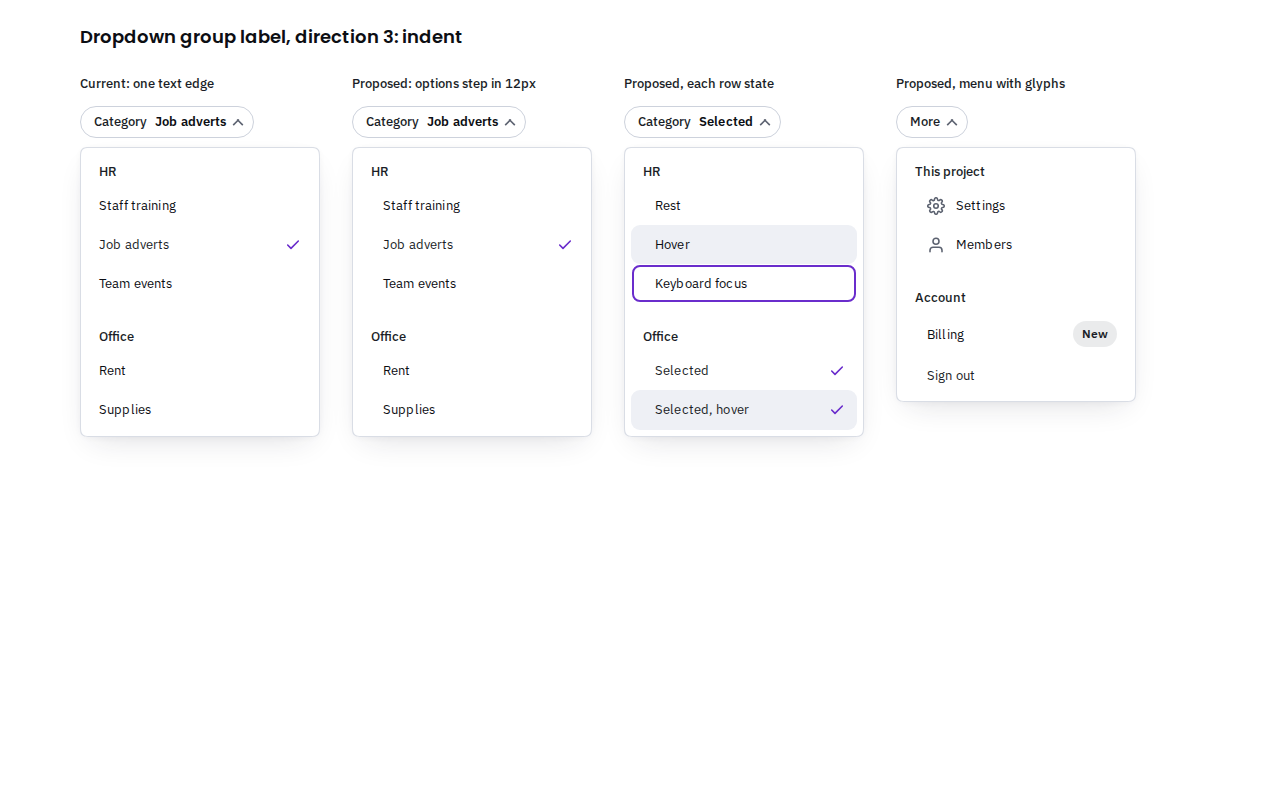 Dropdown group label, direction 3: indent
Current: one text edge
Category Job adverts
HR
Staff training
Job adverts
Team events
Office
Rent
Supplies
Proposed: options step in 12px
Category Job adverts
HR
Staff training
Job adverts
Team events
Office
Rent
Supplies
Proposed, each row state
Category Selected
HR
Rest
Hover
Keyboard focus
Office
Selected
Selected, hover
Proposed, menu with glyphs
More
This project
Settings
Members
Account
Billing New
Sign out